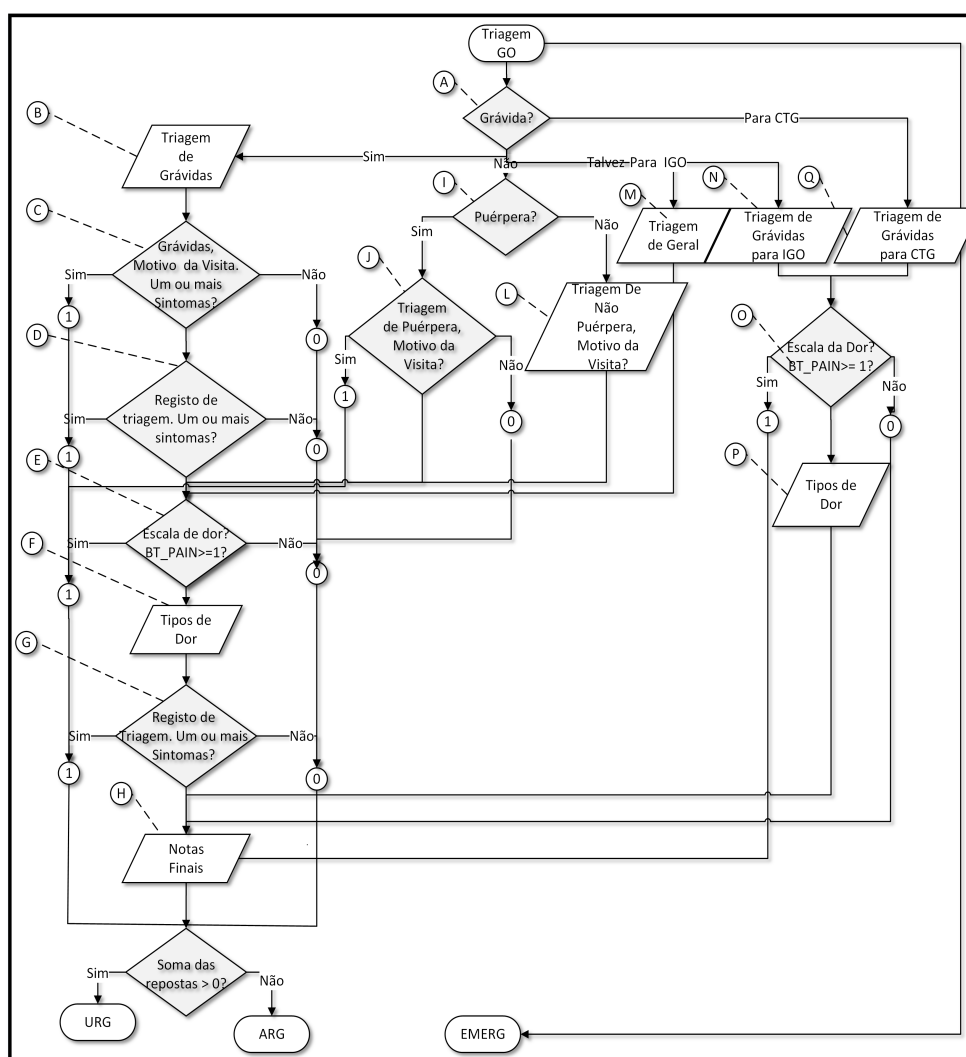 Triagem
GO
A
Grávida?
Para CTG
B
Triagem
de
Grávidas
Sim
Não
Talvez Para IGO
I
Puérpera?
Sim
Não
M
Triagem
de Geral
N
Triagem de
Grávidas
para IGO
Q
Triagem de
Grávidas
para CTG
C
Grávidas,
Motivo da Visita.
Um ou mais
Sintomas?
Sim
Não
1
0
J
Triagem
de Puérpera,
Motivo da
Visita?
Sim
Não
1
0
L
Triagem De
Não
Puérpera,
Motivo da
Visita?
O
Escala da Dor?
BT_PAIN>= 1?
Sim
Não
1
0
D
Registo de
triagem. Um ou mais
sintomas?
Sim
Não
1
0
P
Tipos de
Dor
E
Escala de dor?
BT_PAIN>=1?
Sim
Não
1
0
F
Tipos de
Dor
G
Registo de
Triagem. Um ou mais
Sintomas?
Sim
Não
1
0
H
Notas
Finais
Soma das
repostas > 0?
Sim
Não
URG
ARG
EMERG